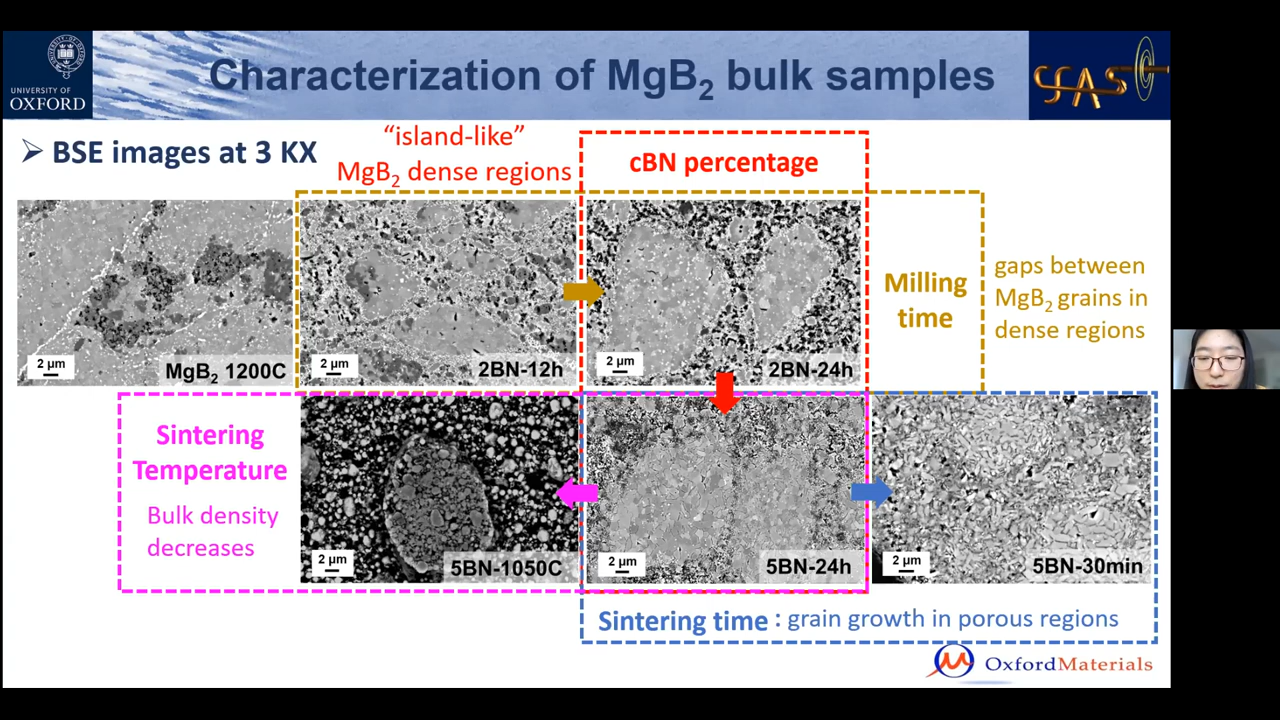 UNIVERSITY OF
OXFORD
Characterization of MgB2 bulk samples
SFAST
➢ BSE images at 3 KX
“island-like”
MgB2 dense regions
cBN percentage
2 μm
MgB2 1200C
2 μm
2BN-12h
2 μm
2BN-24h
Milling
time
gaps between
MgB2 grains in
dense regions
Sintering
Temperature
Bulk density
decreases
2 μm
5BN-1050C
2 μm
5BN-24h
2 μm
5BN-30min
Sintering time : grain growth in porous regions
OxfordMaterials